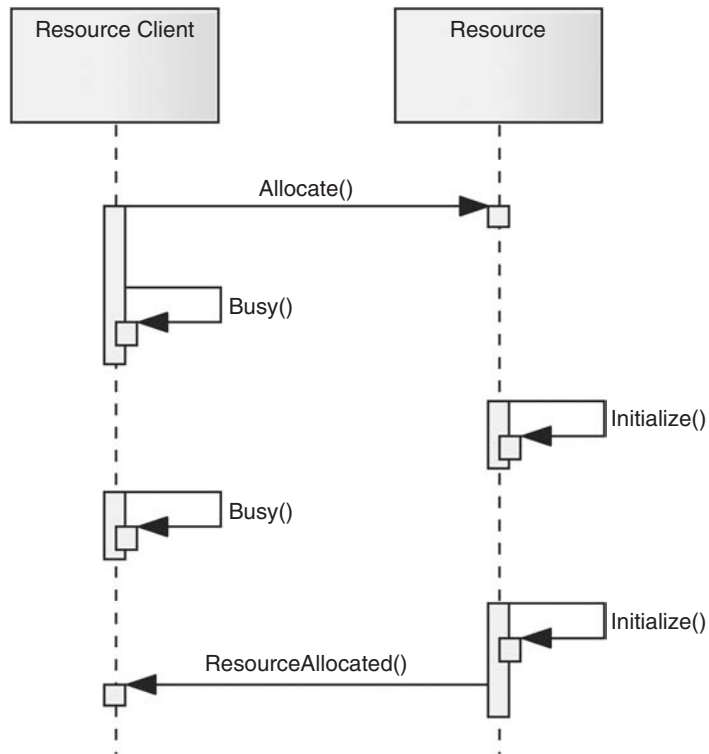 Resource Client
Resource
Allocate()
Busy()
Initialize()
Busy()
Initialize()
ResourceAllocated()